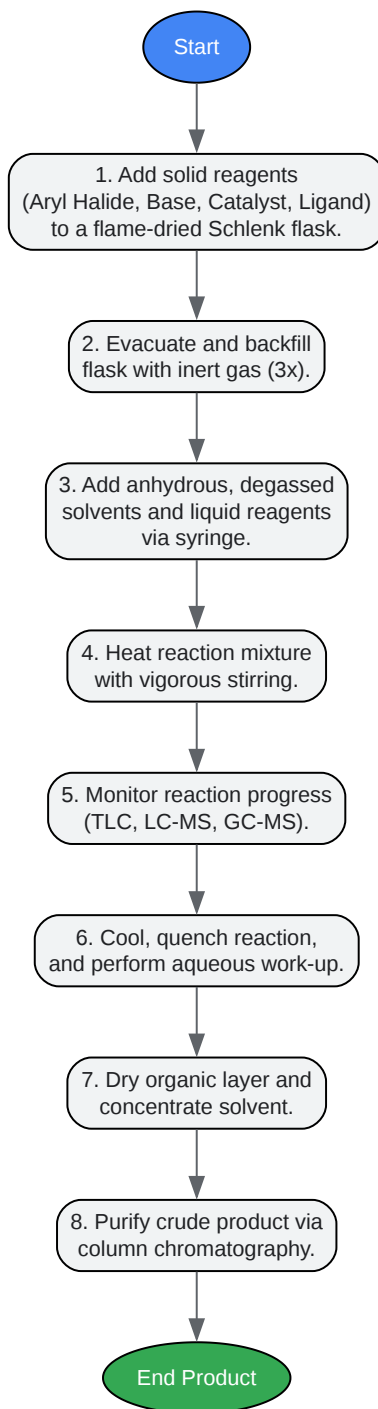 Start
1. Add solid reagents
(Aryl Halide, Base, Catalyst, Ligand)
to a flame-dried Schlenk flask.
2. Evacuate and backfill
flask with inert gas (3x).
3. Add anhydrous, degassed
solvents and liquid reagents
via syringe.
4. Heat reaction mixture
with vigorous stirring.
5. Monitor reaction progress
(TLC, LC-MS, GC-MS).
6. Cool, quench reaction,
and perform aqueous work-up.
7. Dry organic layer and
concentrate solvent.
8. Purify crude product via
column chromatography.
End Product